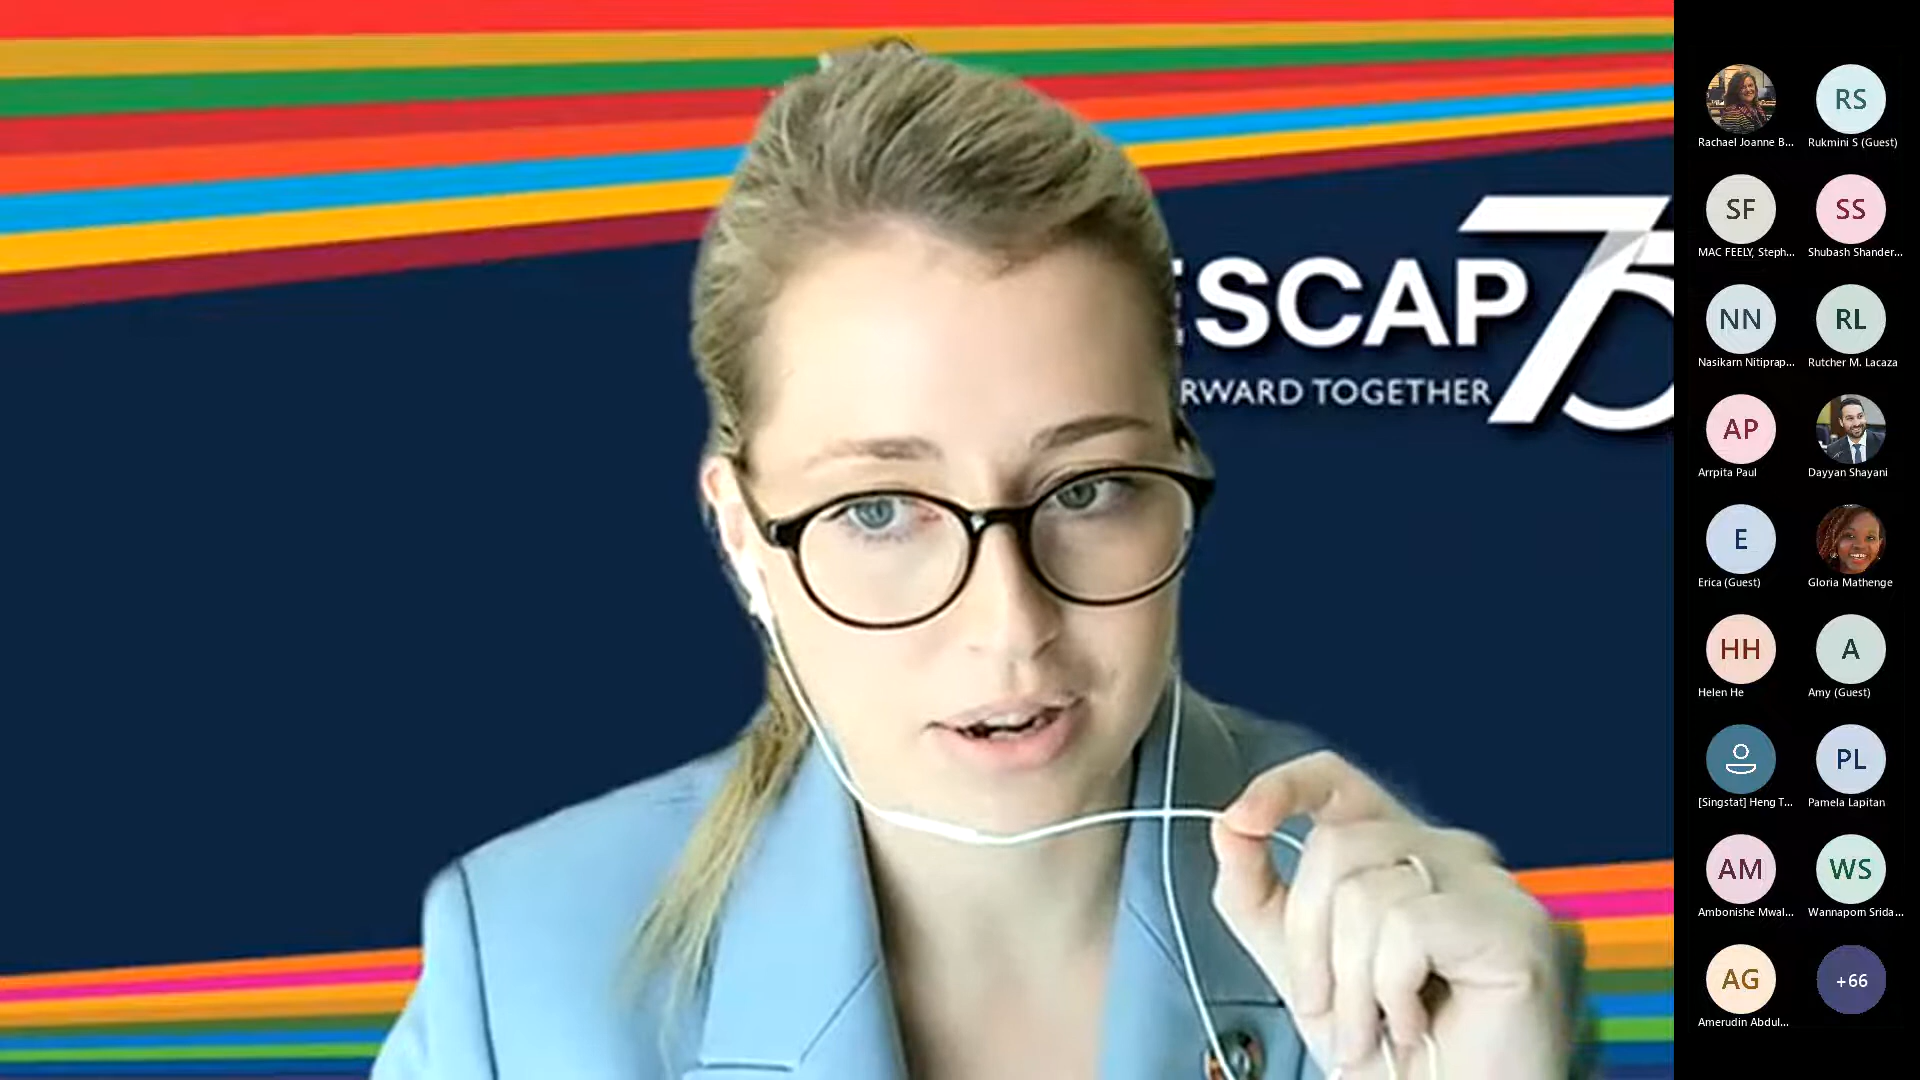 ESCAP 75
RWARD TOGETHER
RS
Rachael Joanne B...
Rukmini S (Guest)
SF
SS
MAC FEELY, Steph...
Shubash Shander...
NN
RL
Nasikarn Nitiprap...
Rutcher M. Lacaza
AP
Arrpita Paul
Dayyan Shayani
E
Erica (Guest)
Gloria Mathenge
HH
A
Helen He
Amy (Guest)
PL
[Singstat] Heng T...
Pamela Lapitan
AM
WS
Ambonishe Mwal...
Wannaporn Srida...
AG
+66
Amerudin Abdul...